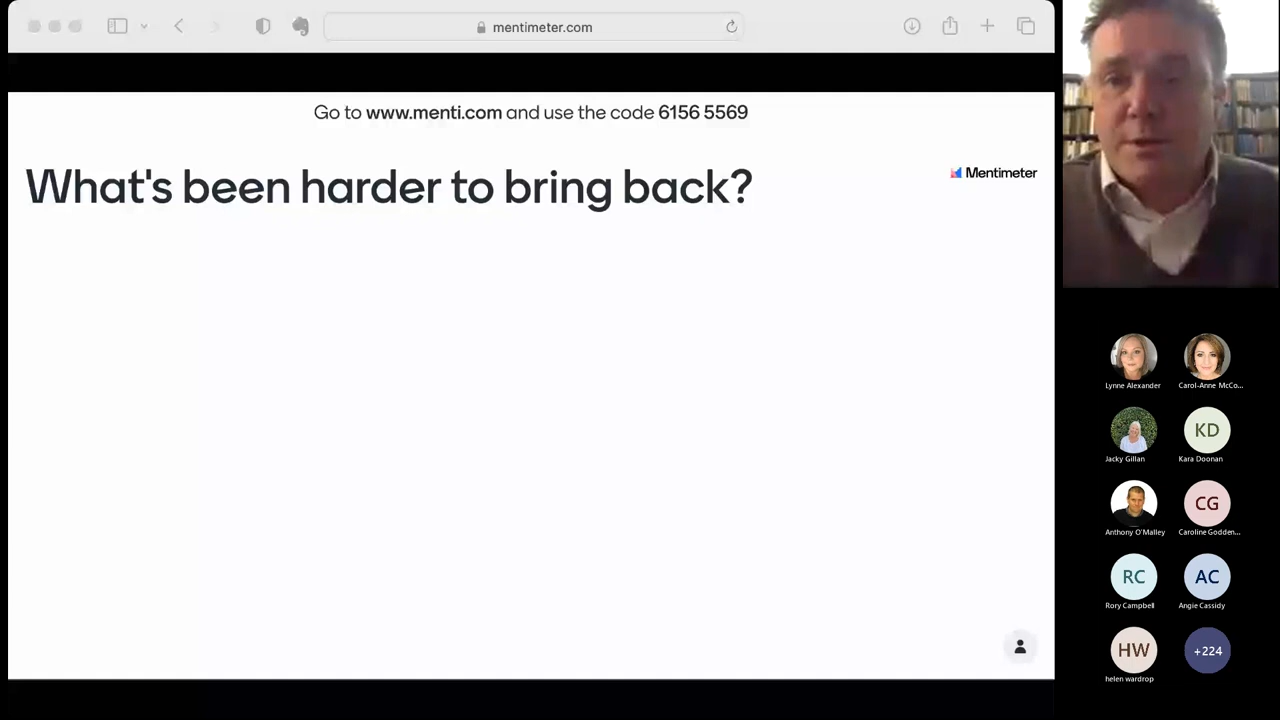 mentimeter.com
Go to www.menti.com and use the code 6156 5569
What's been harder to bring back?
Mentimeter
Lynne Alexander
Carol-Anne McCo...
Jacky Gillan
KD
Kara Doonan
Anthony O'Malley
CG
Caroline Godden...
RC
Rory Campbell
AC
Angie Cassidy
HW
helen wardrop
+224